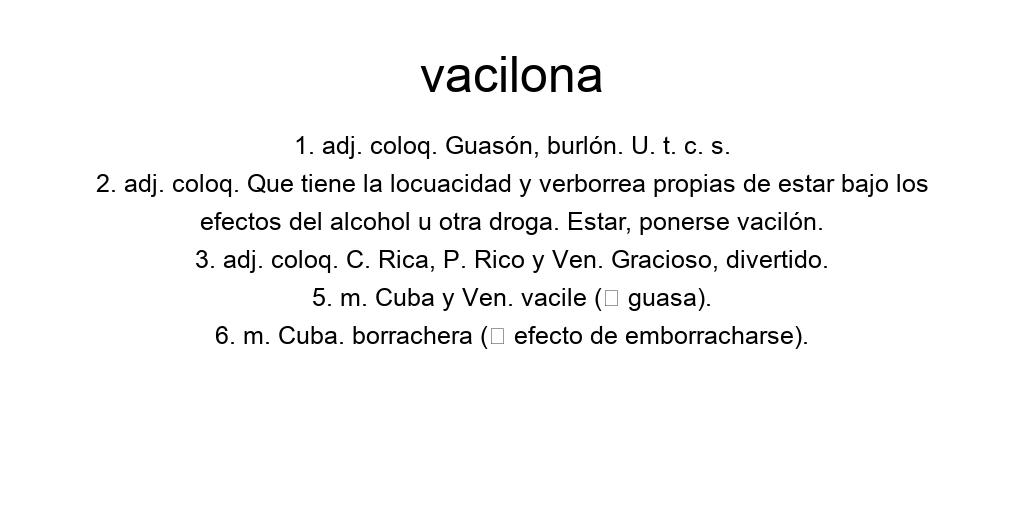 vacilona
1. adj. coloq. Guasón, burlón. U. t. c. s.
2. adj. coloq. Que tiene la locuacidad y verborrea propias de estar bajo los
efectos del alcohol u otra droga. Estar, ponerse vacilón.
3. adj. coloq. C. Rica, P. Rico y Ven. Gracioso, divertido.
5. m. Cuba y Ven. vacile (▯ guasa).
6. m. Cuba. borrachera (▯ efecto de emborracharse).